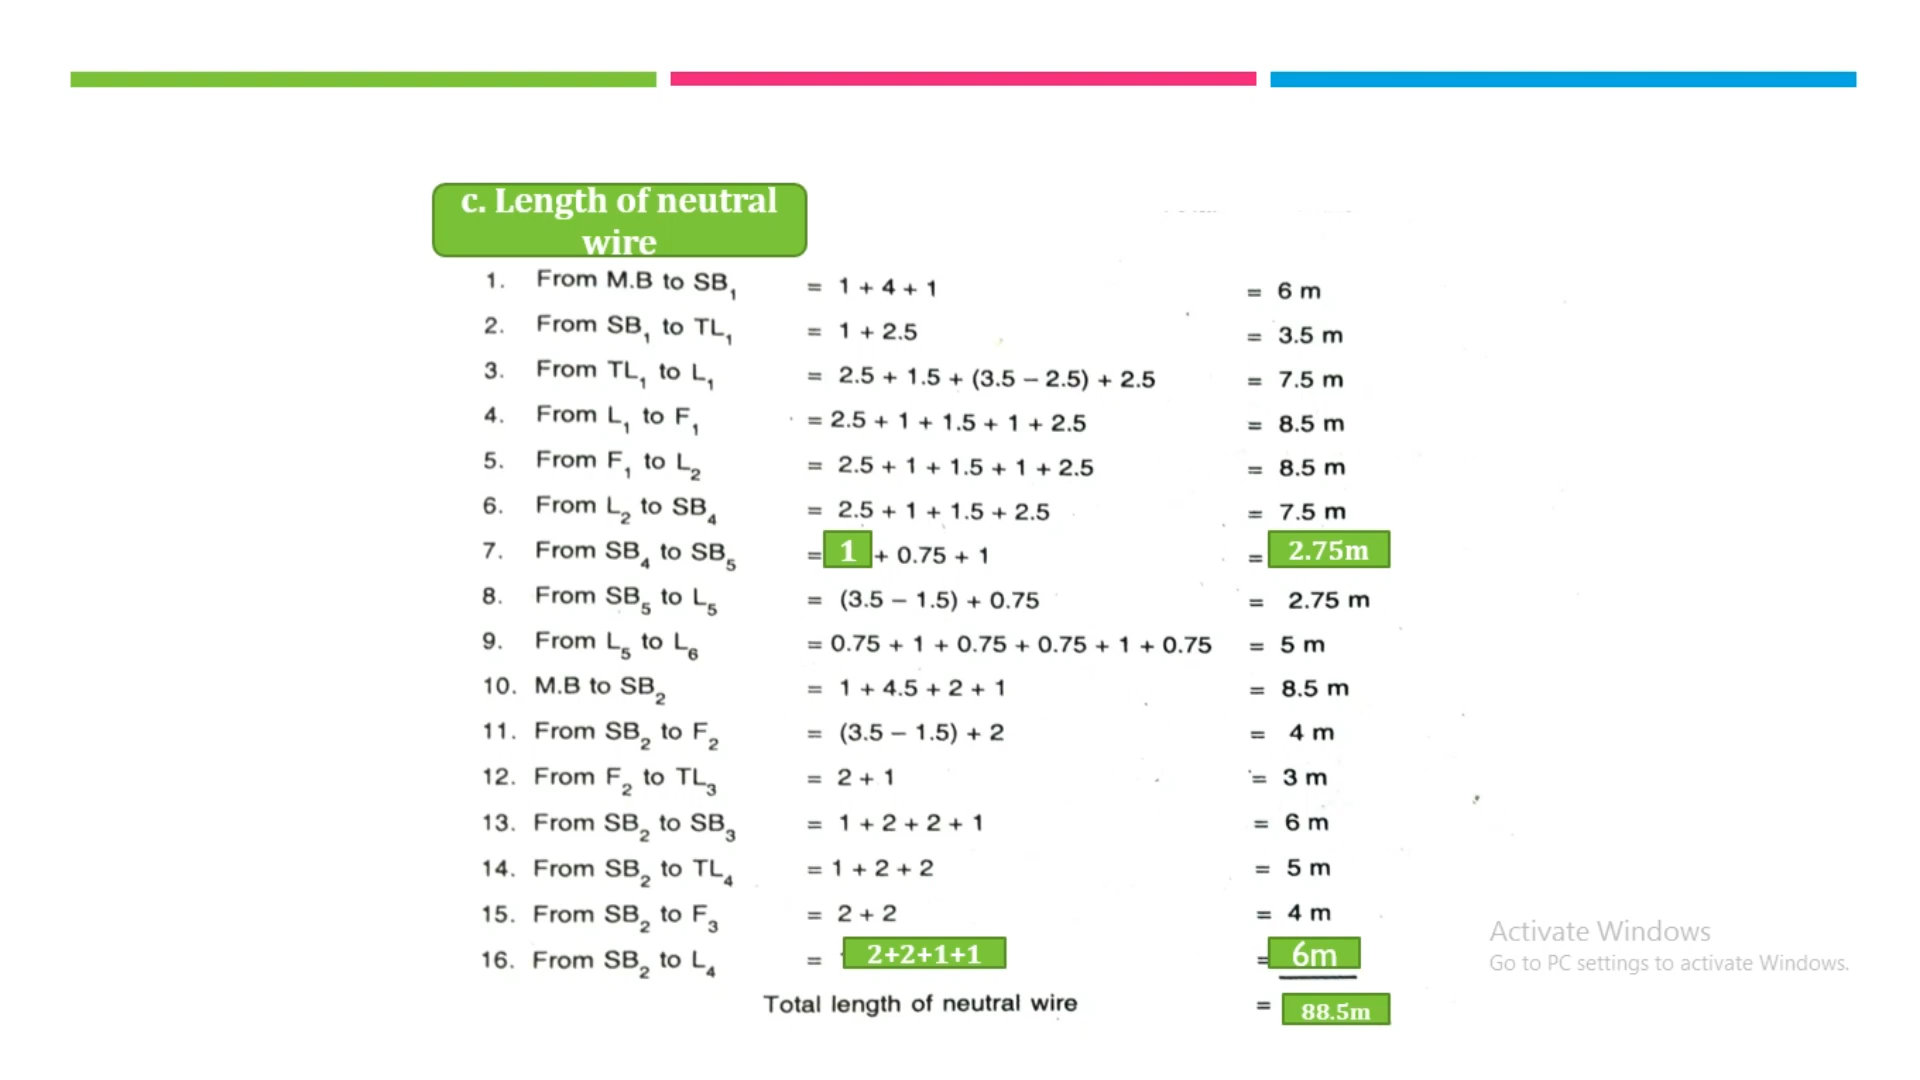 c. Length of neutral
wire
1. From M.B to SB₁ = 1 + 4 + 1 = 6 m
2. From SB₁ to TL₁ = 1 + 2.5 = 3.5 m
3. From TL₁ to L₁ = 2.5 + 1.5 + (3.5 – 2.5) + 2.5 = 7.5 m
4. From L₁ to F₁ = 2.5 + 1 + 1.5 + 1 + 2.5 = 8.5 m
5. From F₁ to L₂ = 2.5 + 1 + 1.5 + 1 + 2.5 = 8.5 m
6. From L₂ to SB₄ = 2.5 + 1 + 1.5 + 2.5 = 7.5 m
7. From SB₄ to SB₅ = 1 + 0.75 + 1 = 2.75m
8. From SB₅ to L₅ = (3.5 – 1.5) + 0.75 = 2.75 m
9. From L₅ to L₆ = 0.75 + 1 + 0.75 + 0.75 + 1 + 0.75 = 5 m
10. M.B to SB₂ = 1 + 4.5 + 2 + 1 = 8.5 m
11. From SB₂ to F₂ = (3.5 – 1.5) + 2 = 4 m
12. From F₂ to TL₃ = 2 + 1 = 3 m
13. From SB₂ to SB₃ = 1 + 2 + 2 + 1 = 6 m
14. From SB₂ to TL₄ = 1 + 2 + 2 = 5 m
15. From SB₂ to F₃ = 2 + 2 = 4 m
16. From SB₂ to L₄ = 2+2+1+1 = 6m
Total length of neutral wire = 88.5m
Activate Windows
Go to PC settings to activate Windows.